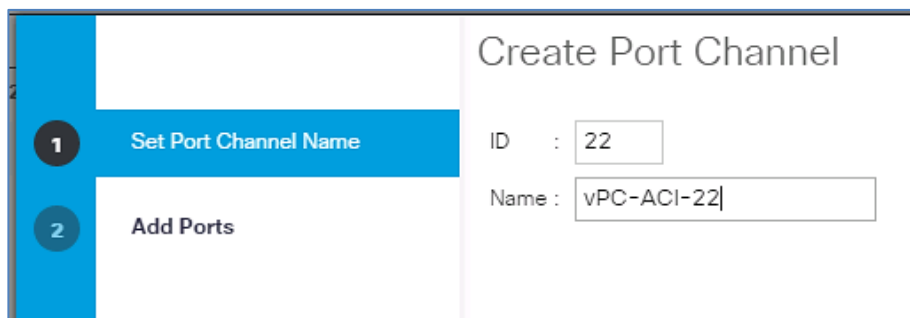 Create Port Channel
1 Set Port Channel Name
2 Add Ports
ID : 22
Name : vPC-ACI-22